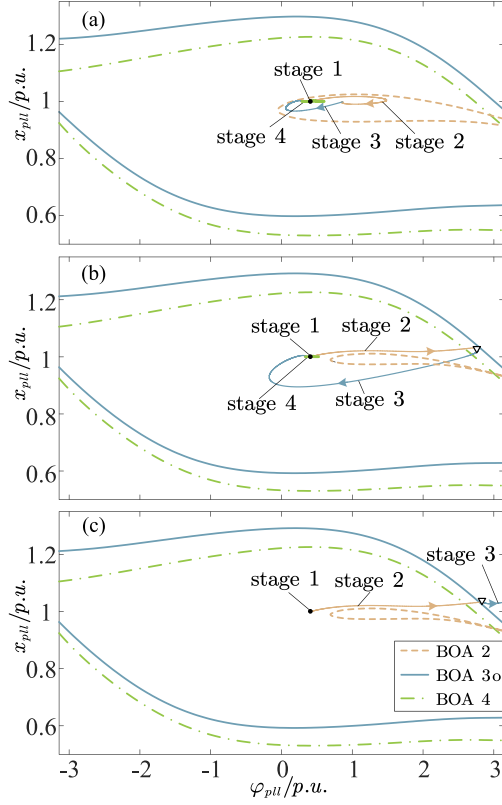 (a)
1.2
1
0.8
0.6
x_pll/p.u.
stage 1
stage 4
stage 3
stage 2
(b)
1.2
1
0.8
0.6
x_pll/p.u.
stage 1
stage 2
stage 4
stage 3
(c)
1.2
1
0.8
0.6
x_pll/p.u.
stage 1
stage 2
stage 3
BOA 2
BOA 3o
BOA 4
-3 -2 -1 0 1 2 3
φ_pll/p.u.